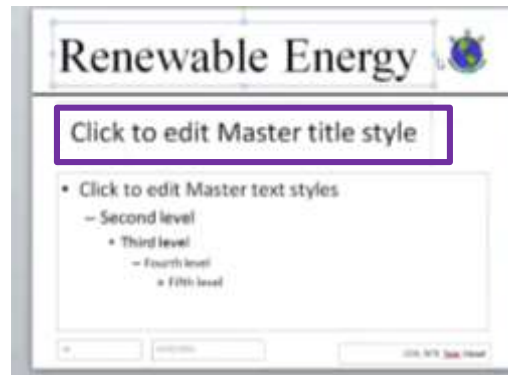 Renewable Energy
Click to edit Master title style
• Click to edit Master text styles
– Second level
• Third level
– Fourth level
• Fifth level